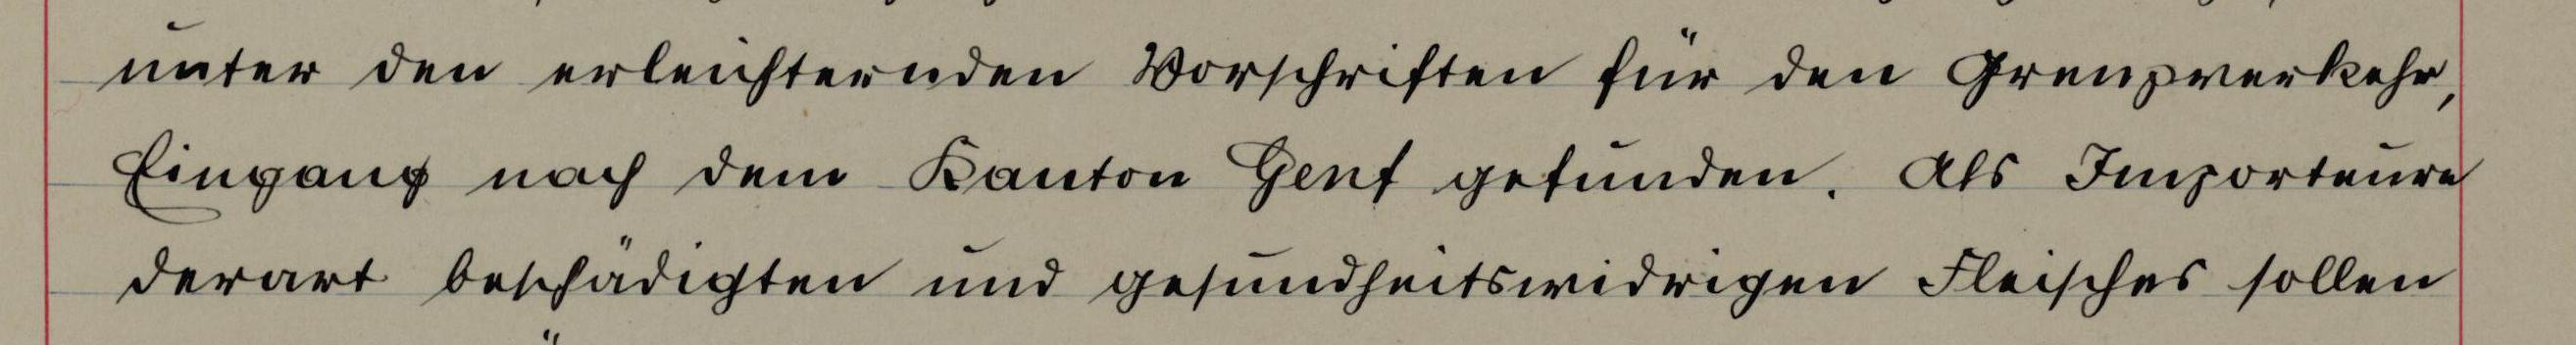 unter den erleichternden Vorschriften für den Grenzverkehr,
Eingang nach dem Kanton Genf gefunden. Als Importeure
derart beschädigten und gesundheitswidrigen Fleisches sollen